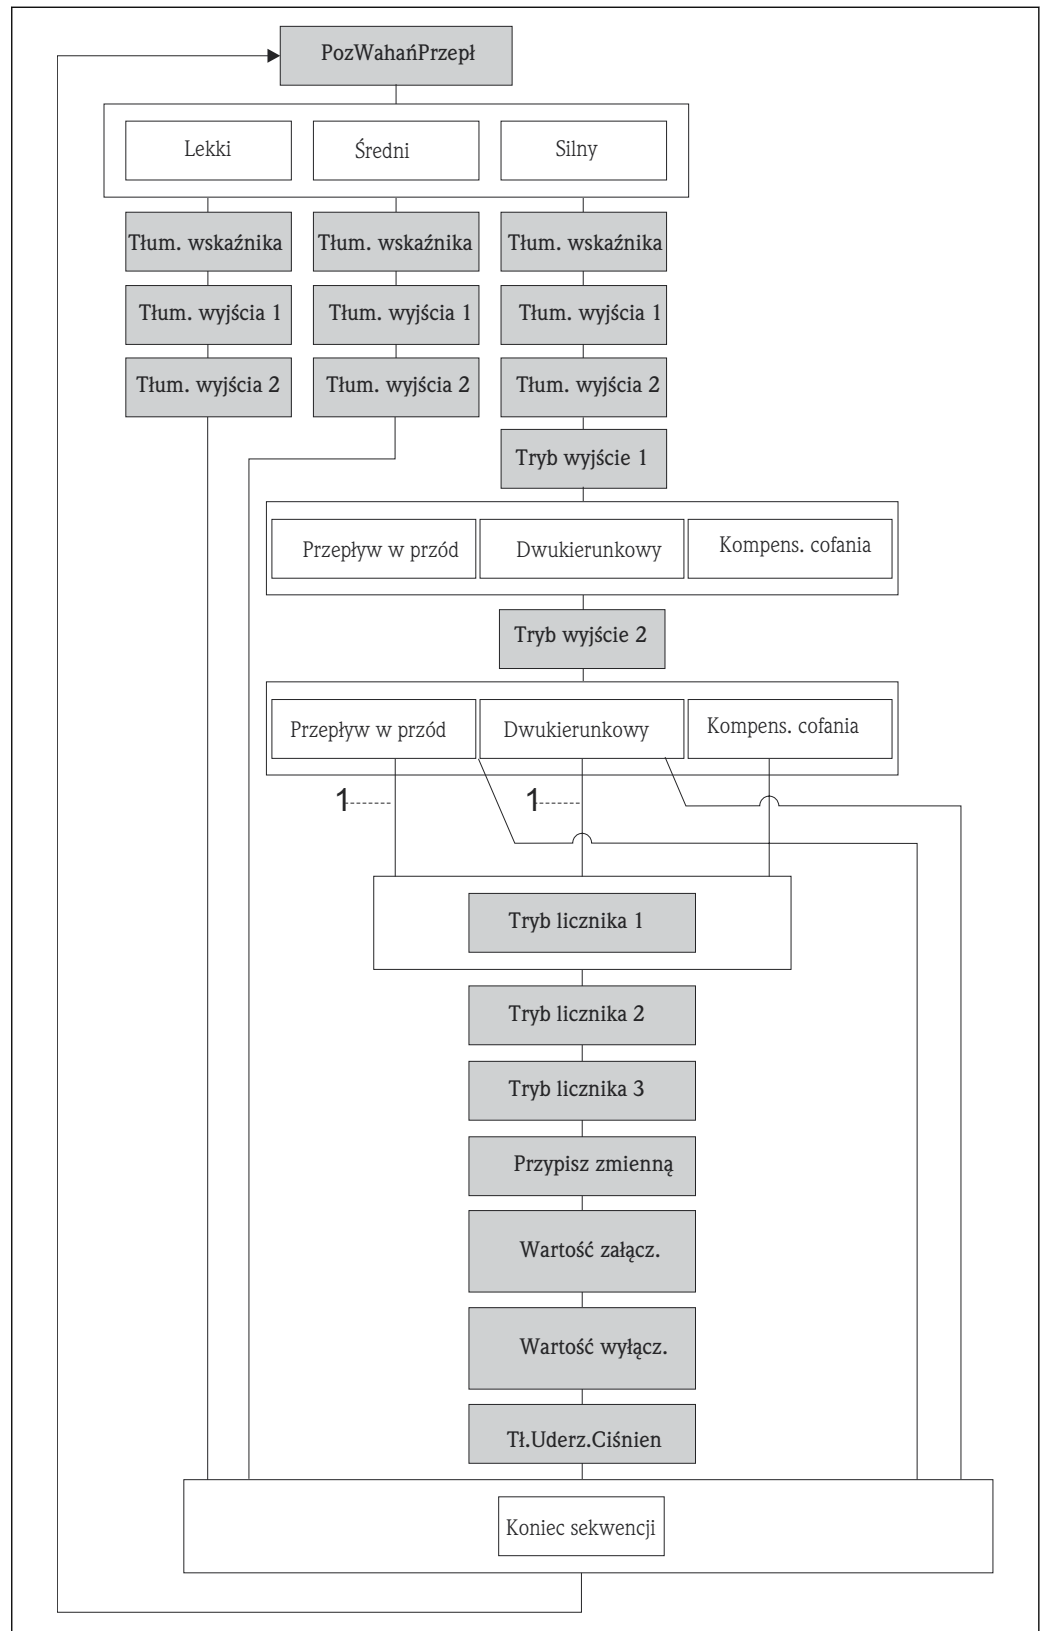 PozWahańPrzepł
Lekki
Średni
Silny
Tłum. wskaźnika
Tłum. wskaźnika
Tłum. wskaźnika
Tłum. wyjścia 1
Tłum. wyjścia 1
Tłum. wyjścia 1
Tłum. wyjścia 2
Tłum. wyjścia 2
Tłum. wyjścia 2
Tryb wyjście 1
Przepływ w przód
Dwukierunkowy
Kompens. cofania
Tryb wyjście 2
Przepływ w przód
Dwukierunkowy
Kompens. cofania
1
1
Tryb licznika 1
Tryb licznika 2
Tryb licznika 3
Przypisz zmienną
Wartość załącz.
Wartość wyłącz.
Tł.Uderz.Ciśnien
Koniec sekwencji